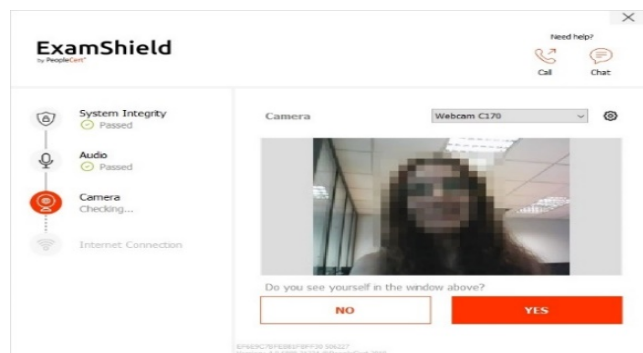 ExamShield
by PeopleCert
Need help?
Call
Chat
System Integrity
Passed
Audio
Passed
Camera
Checking...
Internet Connection
Camera
Webcam C170
Do you see yourself in the window above?
NO
YES